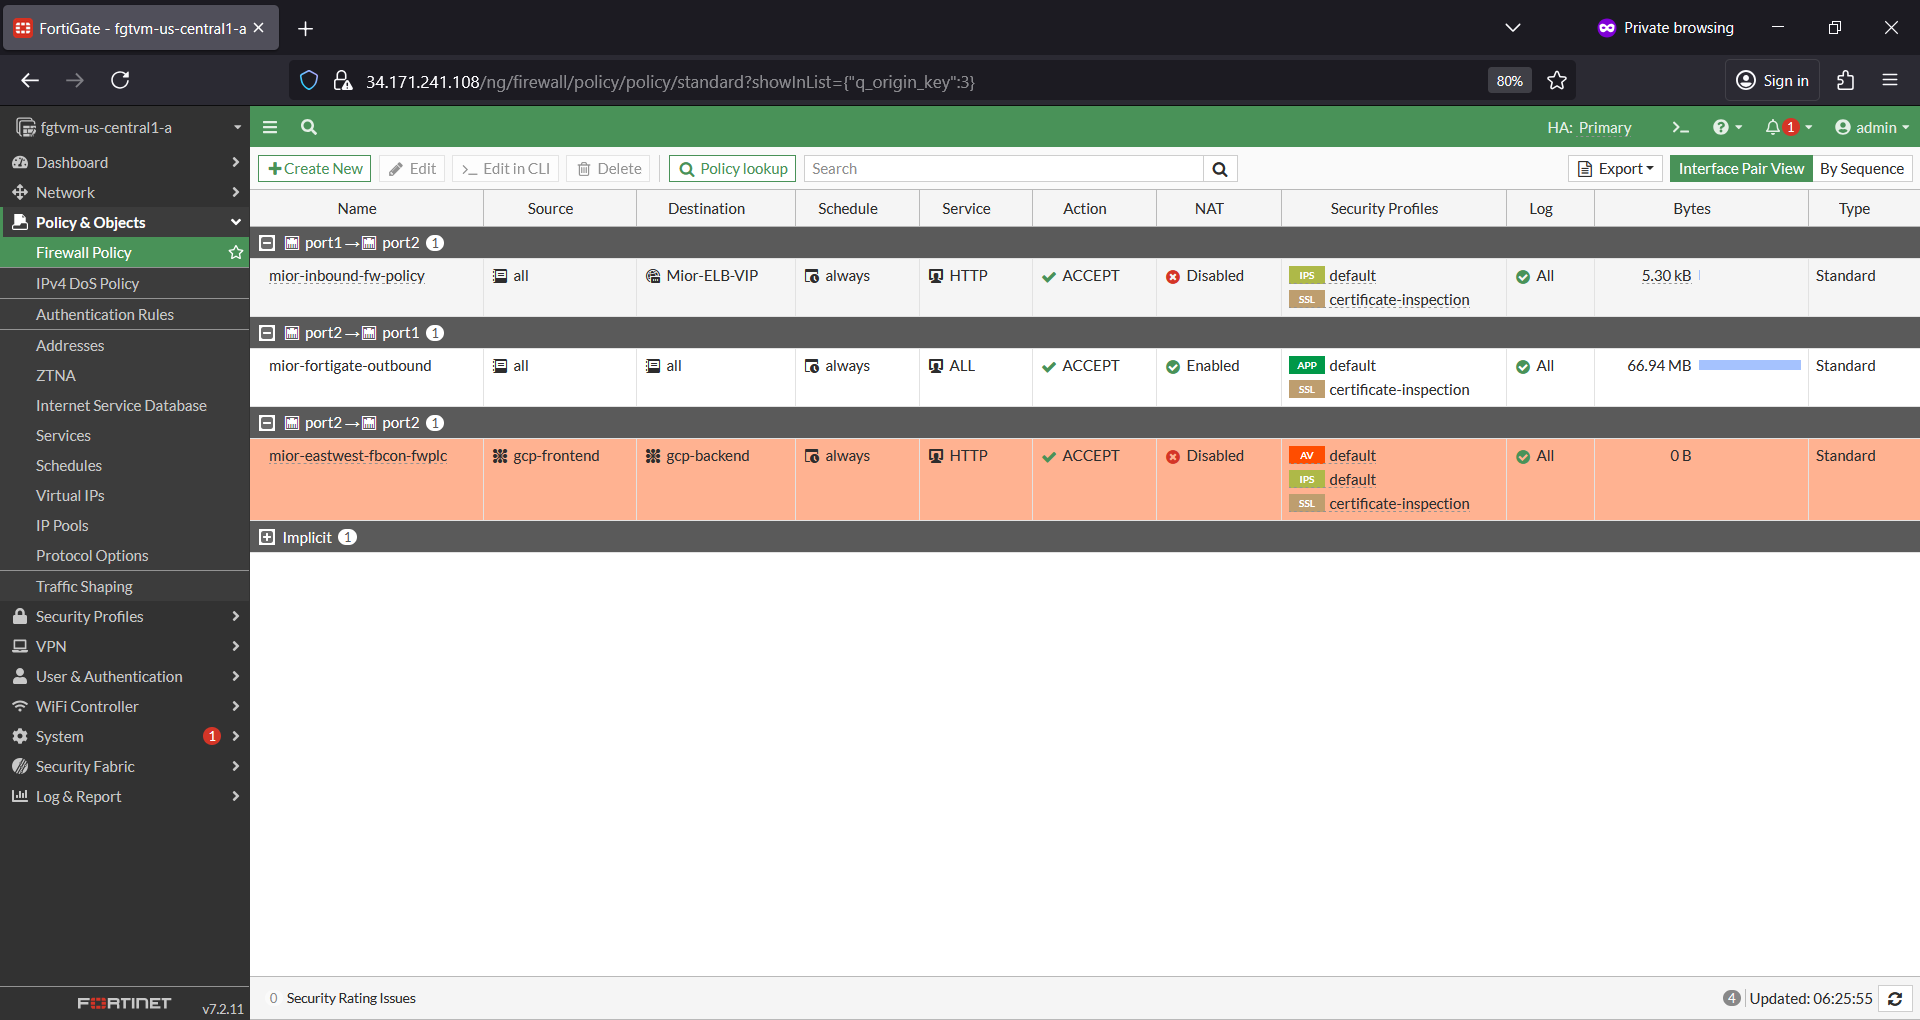 FortiGate - fgtvm-us-central1-a
Private browsing
34.171.241.108/ng/firewall/policy/policy/standard?showInList={"q_origin_key":3}
80%
Sign in
fgtvm-us-central1-a
HA: Primary
1
admin
Dashboard
Network
Policy & Objects
Firewall Policy
IPv4 DoS Policy
Authentication Rules
Addresses
ZTNA
Internet Service Database
Services
Schedules
Virtual IPs
IP Pools
Protocol Options
Traffic Shaping
Security Profiles
VPN
User & Authentication
WiFi Controller
System 1
Security Fabric
Log & Report
FORTINET v7.2.11
Create New Edit Edit in CLI Delete Policy lookup Search Export Interface Pair View By Sequence
Name Source Destination Schedule Service Action NAT Security Profiles Log Bytes Type
port1 → port2 1
mior-inbound-fw-policy all Mior-ELB-VIP always HTTP ACCEPT Disabled IPS default All 5.30 kB Standard
SSL certificate-inspection
port2 → port1 1
mior-fortigate-outbound all all always ALL ACCEPT Enabled APP default All 66.94 MB Standard
SSL certificate-inspection
port2 → port2 1
mior-eastwest-fbcon-fwplc gcp-frontend gcp-backend always HTTP ACCEPT Disabled AV default All 0 B Standard
IPS default
SSL certificate-inspection
Implicit 1
0 Security Rating Issues
4 Updated: 06:25:55